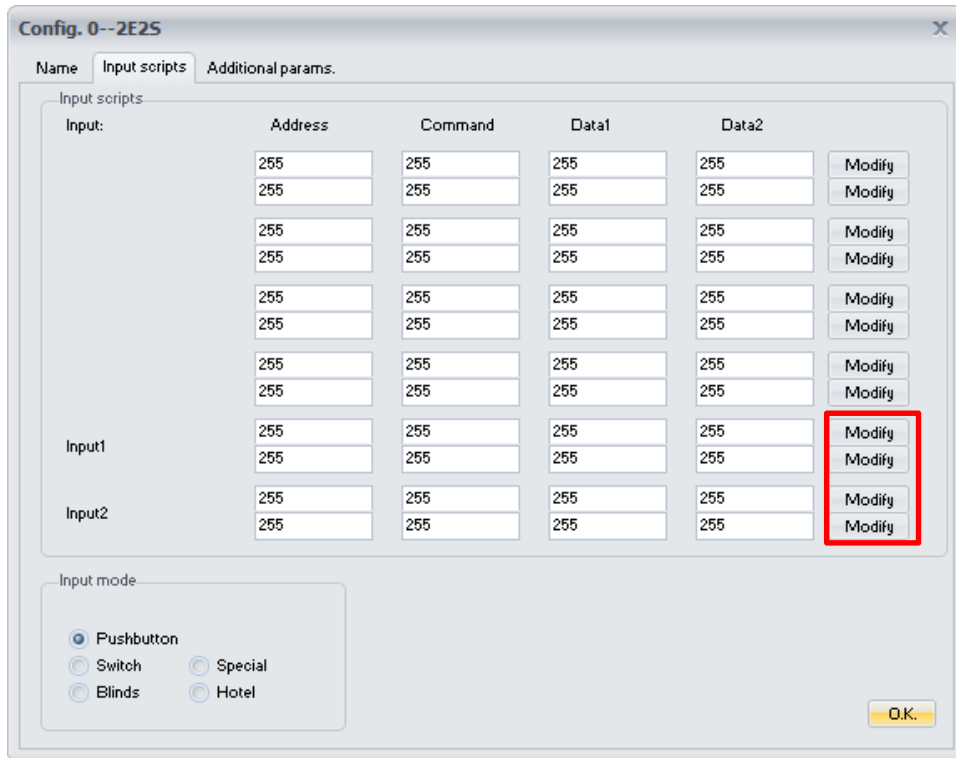 Config. 0--2E2S X
Name Input scripts Additional params.
Input scripts
Input: Address Command Data1 Data2
255 255 255 255 Modify
255 255 255 255 Modify
255 255 255 255 Modify
255 255 255 255 Modify
255 255 255 255 Modify
255 255 255 255 Modify
255 255 255 255 Modify
255 255 255 255 Modify
255 255 255 255 Modify
Input1
255 255 255 255 Modify
255 255 255 255 Modify
Input2
255 255 255 255 Modify
Input mode
Pushbutton
Switch Special
Blinds Hotel
O.K.